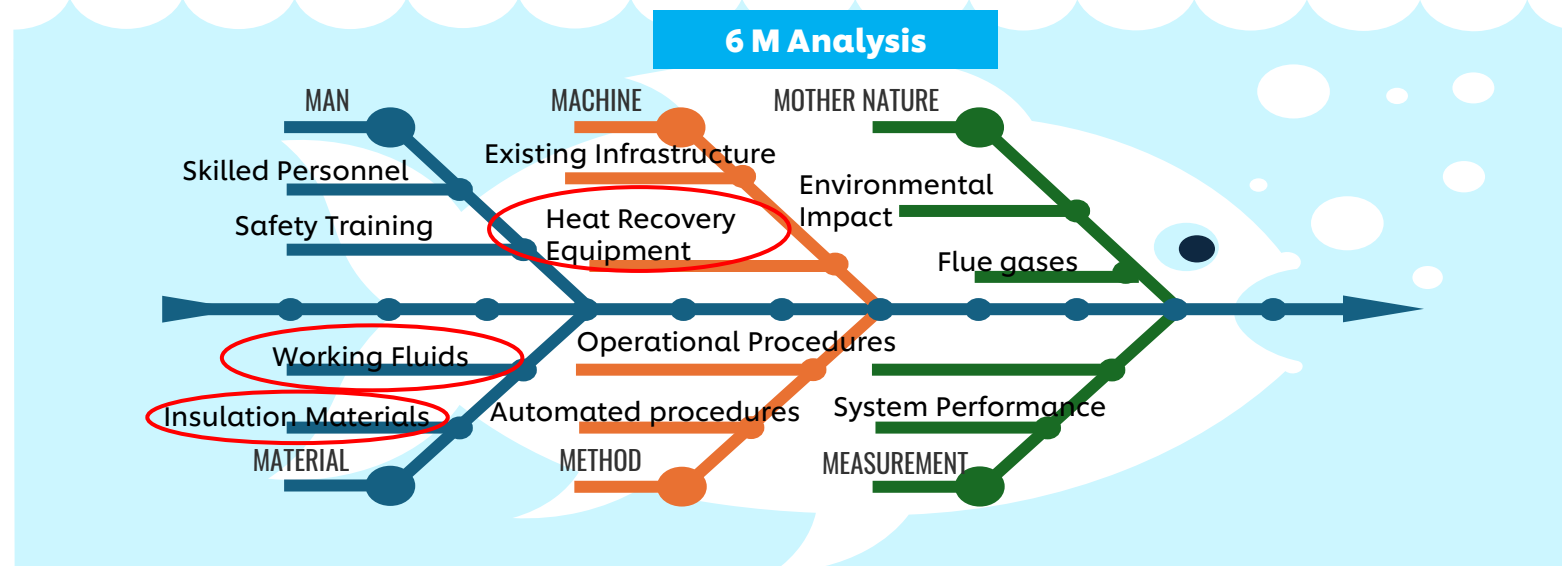 6 M Analysis
MAN
MACHINE
MOTHER NATURE
Skilled Personnel
Existing Infrastructure
Environmental
Impact
Safety Training
Heat Recovery
Equipment
Flue gases
Working Fluids
Operational Procedures
Insulation Materials
Automated procedures
System Performance
MATERIAL
METHOD
MEASUREMENT